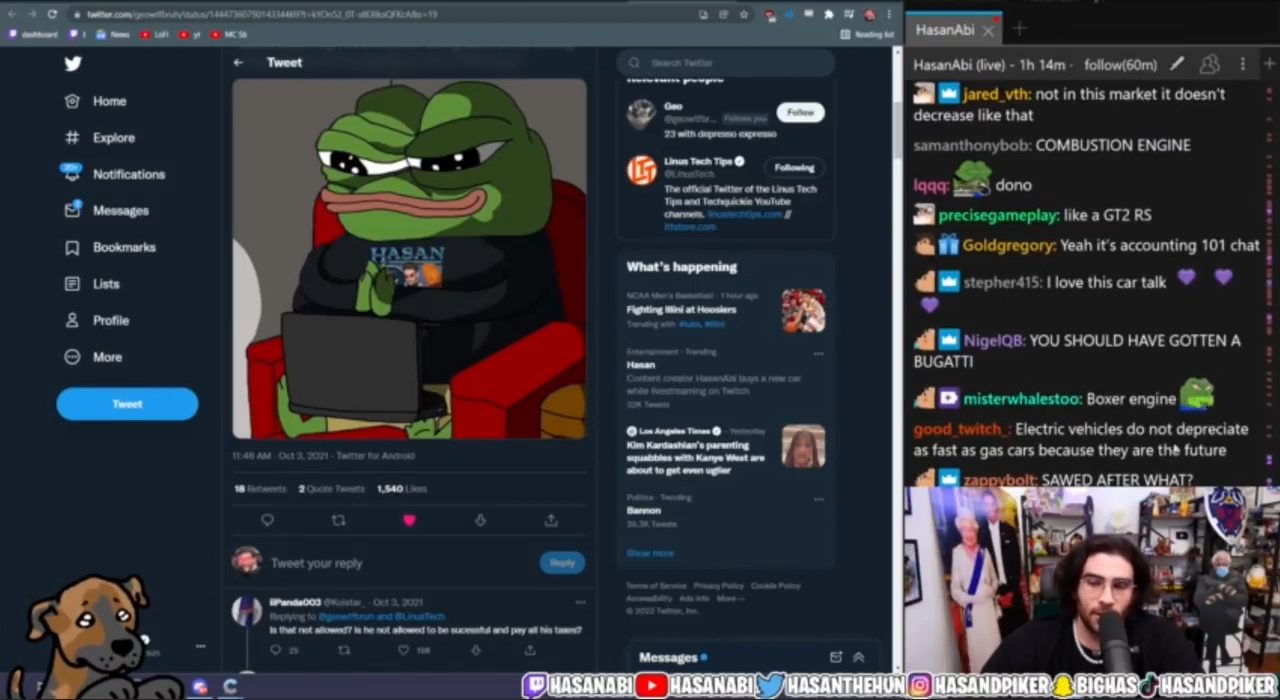 dashboard
News
LoFi
yt
MC 56
Reading list
Tweet
Search Twitter
Home
Explore
Notifications
Messages
Bookmarks
Lists
Profile
More
Tweet
HASAN
11:46 AM · Oct 3, 2021 · Twitter for Android
18 Retweets 2 Quote Tweets 1,540 Likes
Tweet your reply
Reply
iiPanda003 · Oct 3, 2021
Replying to @geowtfbruh and @LinusTech
Is that not allowed? Is he not allowed to be sucessful and pay all his taxes?
25
198
Relevant people
Geo
Follows you
Follow
23 with depresso expresso
Linus Tech Tips
@LinusTech
Following
The official Twitter of the Linus Tech
Tips and Techquickie YouTube
channels. linustechtips.com //
lttstore.com
What's happening
NCAA Men's Basketball · 1 hour ago
Fighting Illini at Hoosiers
Trending with
Entertainment · Trending
Hasan
Content creator HasanAbi buys a new car
while livestreaming on Twitch
Los Angeles Times · Yesterday
Kim Kardashian's parenting
squabbles with Kanye West are
about to get even uglier
Politics · Trending
Bannon
Show more
Terms of Service Privacy Policy Cookie Policy
Accessibility Ads info More
© 2022 Twitter, Inc.
Messages
HasanAbi
HasanAbi (live) - 1h 14m · follow(60m)
jared_vth: not in this market it doesn't
decrease like that
samanthonybob: COMBUSTION ENGINE
lqqq: dono
precisegameplay: like a GT2 RS
Goldgregory: Yeah it's accounting 101 chat
stepher415: I love this car talk
NigelQB: YOU SHOULD HAVE GOTTEN A
BUGATTI
misterwhalestoo: Boxer engine
good_twitch_: Electric vehicles do not depreciate
as fast as gas cars because they are the future
zappybolt: SAWED AFTER WHAT?
HASANABI HASANABI HASANTHEHUN HASANDPIKER BIGHAS HASANDPIKER